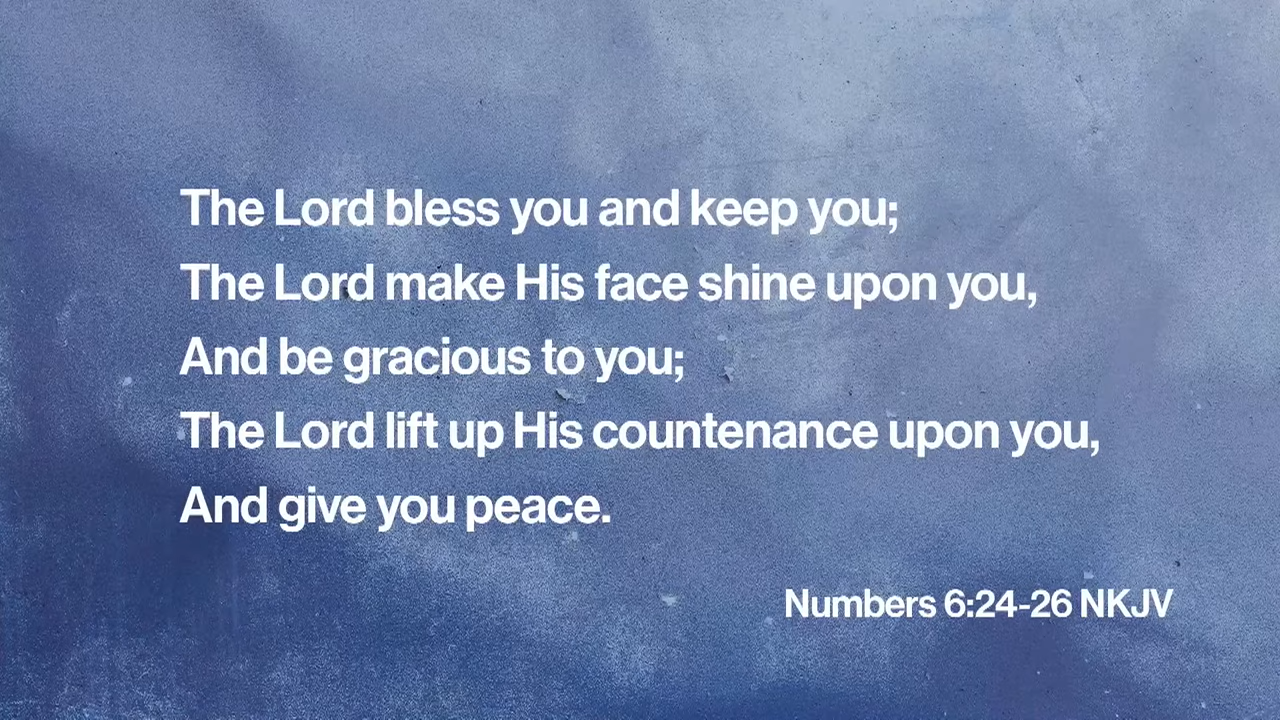 The Lord bless you and keep you;
The Lord make His face shine upon you,
And be gracious to you;
The Lord lift up His countenance upon you,
And give you peace.
Numbers 6:24-26 NKJV